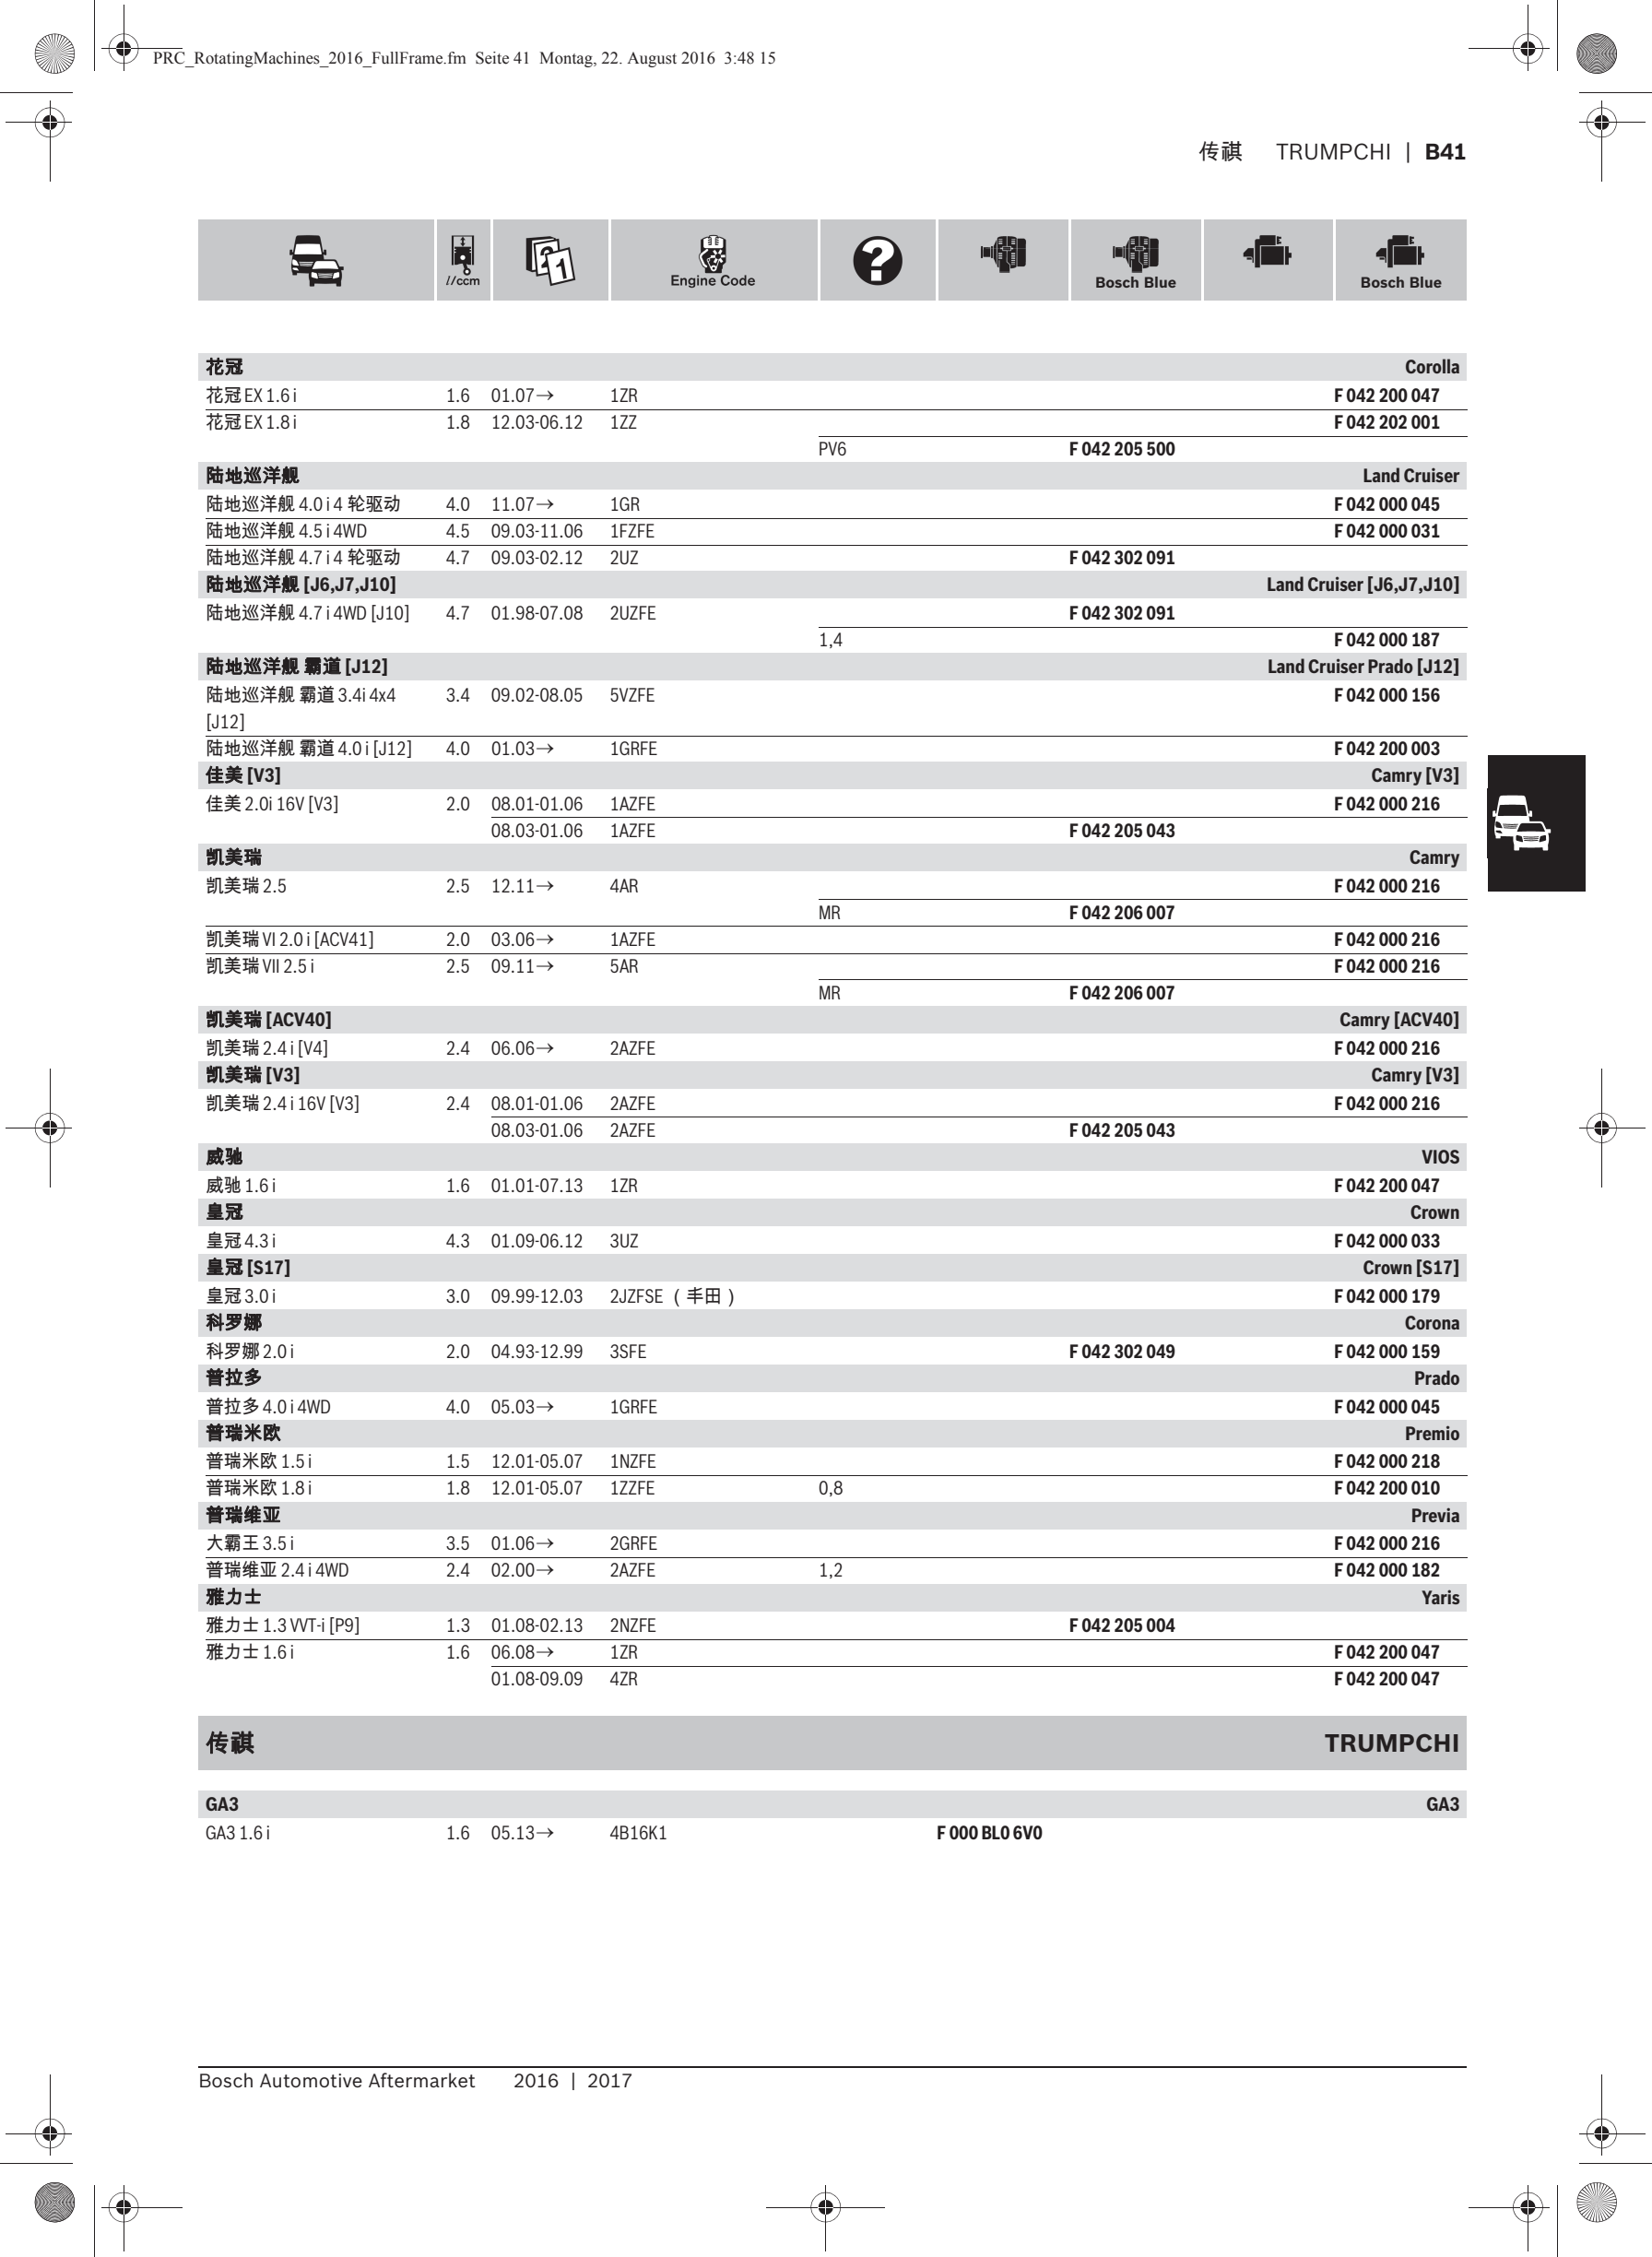 PRC_RotatingMachines_2016_FullFrame.fm Seite 41 Montag, 22. August 2016 3:48 15
传祺 TRUMPCHI | B41
l/ccm Engine Code Bosch Blue Bosch Blue
花冠 Corolla
花冠 EX 1.6 i 1.6 01.07→ 1ZR F 042 200 047
花冠 EX 1.8 i 1.8 12.03-06.12 1ZZ F 042 202 001
PV6 F 042 205 500
陆地巡洋舰 Land Cruiser
陆地巡洋舰 4.0 i 4 轮驱动 4.0 11.07→ 1GR F 042 000 045
陆地巡洋舰 4.5 i 4WD 4.5 09.03-11.06 1FZFE F 042 000 031
陆地巡洋舰 4.7 i 4 轮驱动 4.7 09.03-02.12 2UZ F 042 302 091
陆地巡洋舰 [J6,J7,J10] Land Cruiser [J6,J7,J10]
陆地巡洋舰 4.7 i 4WD [J10] 4.7 01.98-07.08 2UZFE F 042 302 091
1,4 F 042 000 187
陆地巡洋舰 霸道 [J12] Land Cruiser Prado [J12]
陆地巡洋舰 霸道 3.4i 4x4 3.4 09.02-08.05 5VZFE F 042 000 156
[J12]
陆地巡洋舰 霸道 4.0 i [J12] 4.0 01.03→ 1GRFE F 042 200 003
佳美 [V3] Camry [V3]
佳美 2.0i 16V [V3] 2.0 08.01-01.06 1AZFE F 042 000 216
08.03-01.06 1AZFE F 042 205 043
凯美瑞 Camry
凯美瑞 2.5 2.5 12.11→ 4AR F 042 000 216
MR F 042 206 007
凯美瑞 VI 2.0 i [ACV41] 2.0 03.06→ 1AZFE F 042 000 216
凯美瑞 VII 2.5 i 2.5 09.11→ 5AR F 042 000 216
MR F 042 206 007
凯美瑞 [ACV40] Camry [ACV40]
凯美瑞 2.4 i [V4] 2.4 06.06→ 2AZFE F 042 000 216
凯美瑞 [V3] Camry [V3]
凯美瑞 2.4 i 16V [V3] 2.4 08.01-01.06 2AZFE F 042 000 216
08.03-01.06 2AZFE F 042 205 043
威驰 VIOS
威驰 1.6 i 1.6 01.01-07.13 1ZR F 042 200 047
皇冠 Crown
皇冠 4.3 i 4.3 01.09-06.12 3UZ F 042 000 033
皇冠 [S17] Crown [S17]
皇冠 3.0 i 3.0 09.99-12.03 2JZFSE （丰田） F 042 000 179
科罗娜 Corona
科罗娜 2.0 i 2.0 04.93-12.99 3SFE F 042 302 049 F 042 000 159
普拉多 Prado
普拉多 4.0 i 4WD 4.0 05.03→ 1GRFE F 042 000 045
普瑞米欧 Premio
普瑞米欧 1.5 i 1.5 12.01-05.07 1NZFE F 042 000 218
普瑞米欧 1.8 i 1.8 12.01-05.07 1ZZFE 0,8 F 042 200 010
普瑞维亚 Previa
大霸王 3.5 i 3.5 01.06→ 2GRFE F 042 000 216
普瑞维亚 2.4 i 4WD 2.4 02.00→ 2AZFE 1,2 F 042 000 182
雅力士 Yaris
雅力士 1.3 VVT-i [P9] 1.3 01.08-02.13 2NZFE F 042 205 004
雅力士 1.6 i 1.6 06.08→ 1ZR F 042 200 047
01.08-09.09 4ZR F 042 200 047
传祺 TRUMPCHI
GA3 GA3
GA3 1.6 i 1.6 05.13→ 4B16K1 F 000 BL0 6V0
Bosch Automotive Aftermarket 2016 | 2017